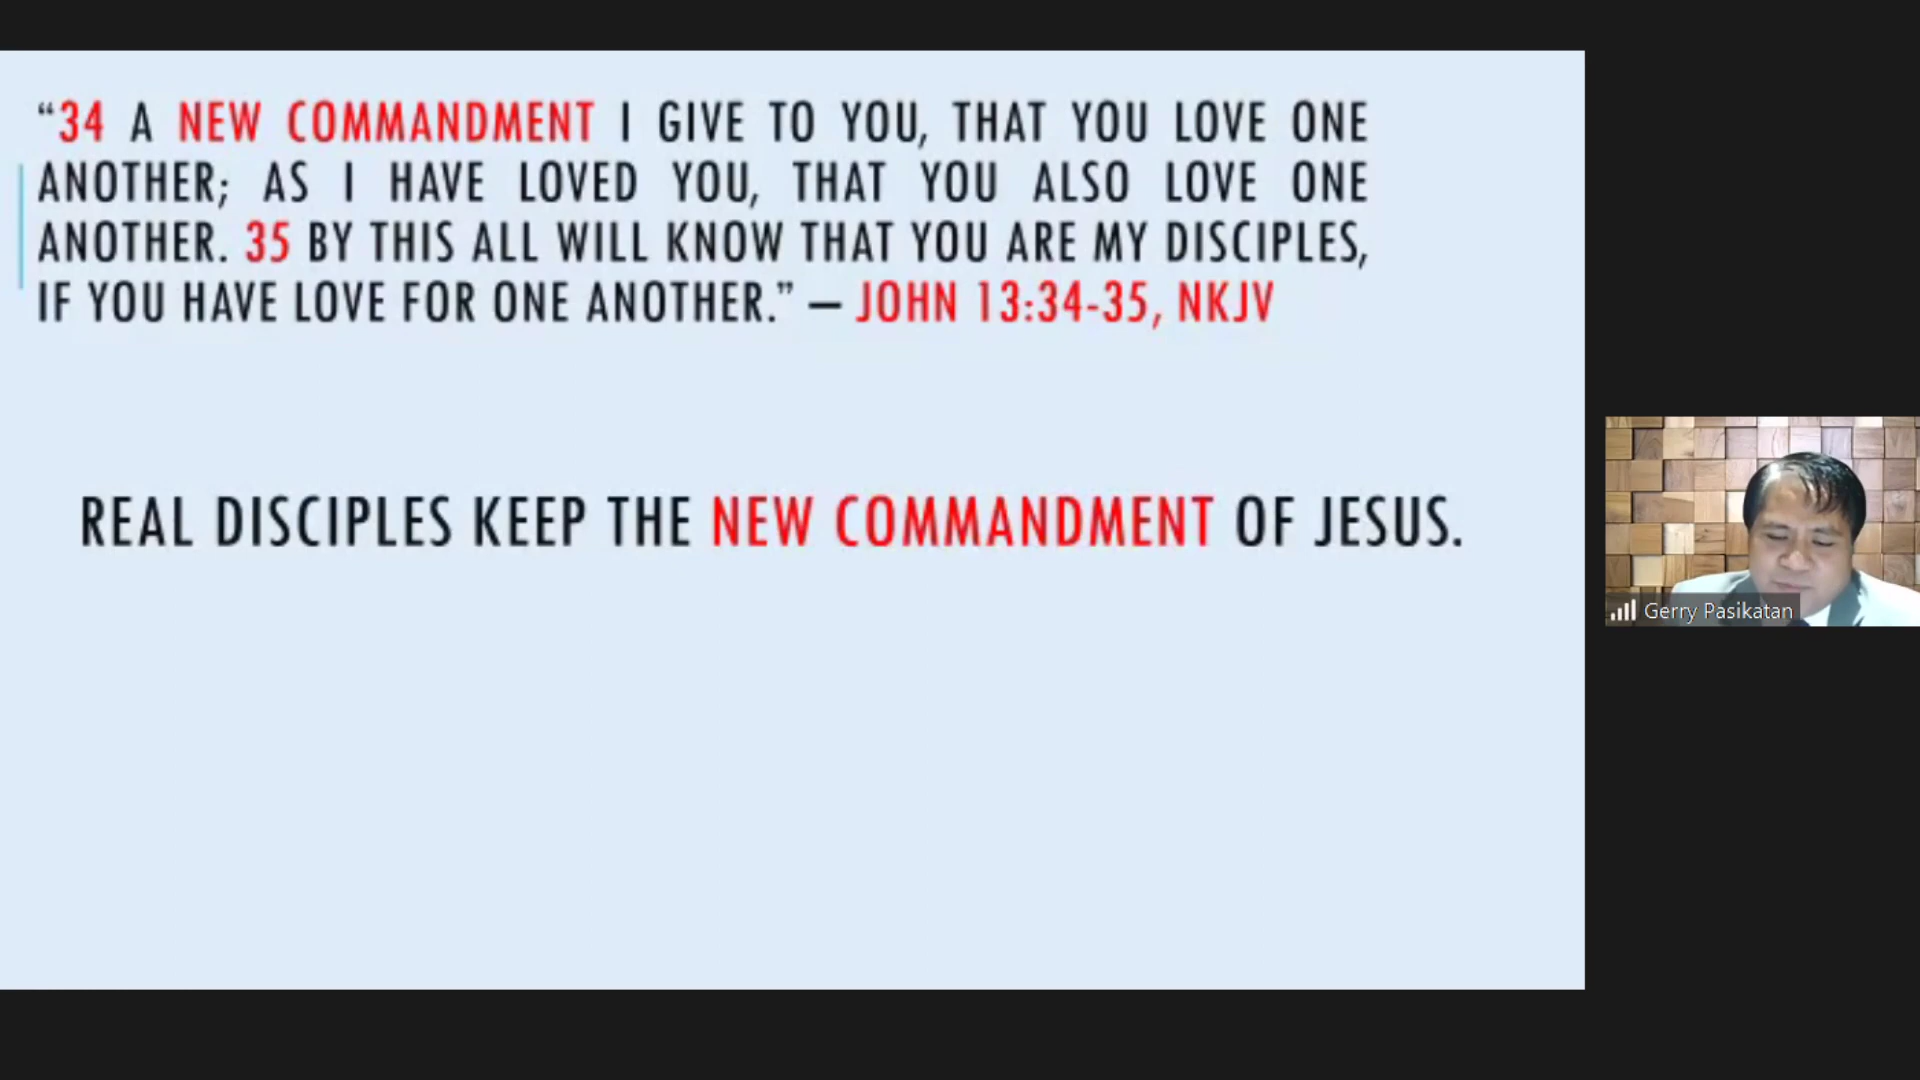 “34 A NEW COMMANDMENT I GIVE TO YOU, THAT YOU LOVE ONE
ANOTHER; AS I HAVE LOVED YOU, THAT YOU ALSO LOVE ONE
ANOTHER. 35 BY THIS ALL WILL KNOW THAT YOU ARE MY DISCIPLES,
IF YOU HAVE LOVE FOR ONE ANOTHER.” – JOHN 13:34-35, NKJV
REAL DISCIPLES KEEP THE NEW COMMANDMENT OF JESUS.
Gerry Pasikatan